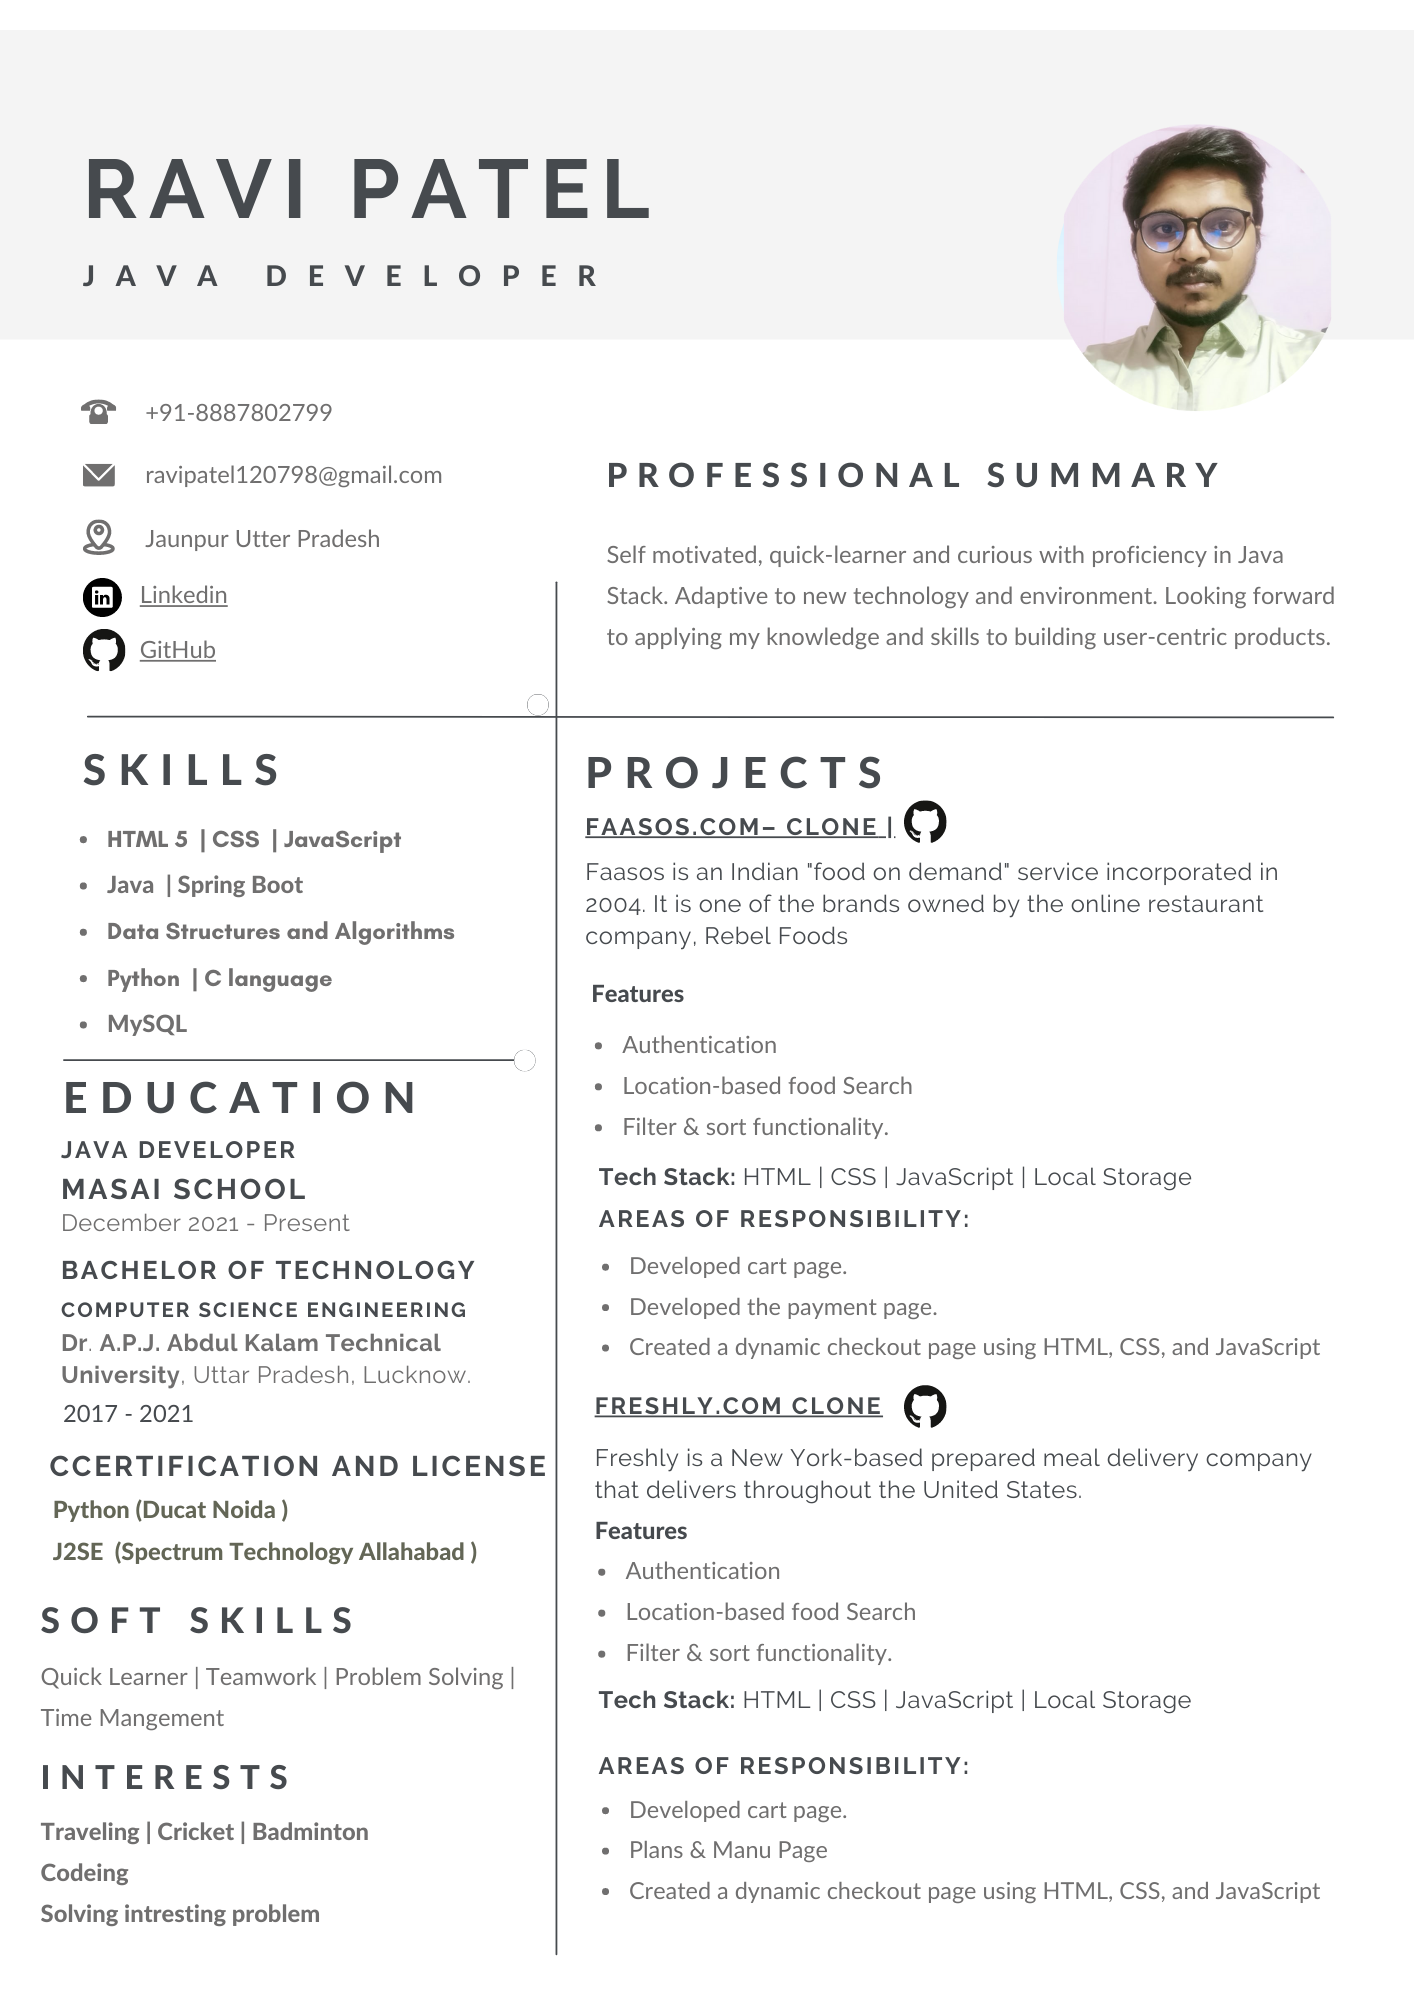 RAVI PATEL
JAVA DEVELOPER
+91-8887802799
ravipatel120798@gmail.com
Jaunpur Utter Pradesh
Linkedin
GitHub
PROFESSIONAL SUMMARY
Self motivated, quick-learner and curious with proficiency in Java
Stack. Adaptive to new technology and environment. Looking forward
to applying my knowledge and skills to building user-centric products.
SKILLS
• HTML 5 | CSS | JavaScript
• Java | Spring Boot
• Data Structures and Algorithms
• Python | C language
• MySQL
EDUCATION
JAVA DEVELOPER
MASAI SCHOOL
December 2021 - Present
BACHELOR OF TECHNOLOGY
COMPUTER SCIENCE ENGINEERING
Dr. A.P.J. Abdul Kalam Technical
University, Uttar Pradesh, Lucknow.
2017 - 2021
CCERTIFICATION AND LICENSE
Python (Ducat Noida )
J2SE (Spectrum Technology Allahabad )
SOFT SKILLS
Quick Learner | Teamwork | Problem Solving |
Time Mangement
INTERESTS
Traveling | Cricket | Badminton
Codeing
Solving intresting problem
PROJECTS
FAASOS.COM– CLONE |
Faasos is an Indian "food on demand" service incorporated in
2004. It is one of the brands owned by the online restaurant
company, Rebel Foods
Features
• Authentication
• Location-based food Search
• Filter & sort functionality.
Tech Stack: HTML | CSS | JavaScript | Local Storage
AREAS OF RESPONSIBILITY:
• Developed cart page.
• Developed the payment page.
• Created a dynamic checkout page using HTML, CSS, and JavaScript
FRESHLY.COM CLONE
Freshly is a New York-based prepared meal delivery company
that delivers throughout the United States.
Features
• Authentication
• Location-based food Search
• Filter & sort functionality.
Tech Stack: HTML | CSS | JavaScript | Local Storage
AREAS OF RESPONSIBILITY:
• Developed cart page.
• Plans & Manu Page
• Created a dynamic checkout page using HTML, CSS, and JavaScript